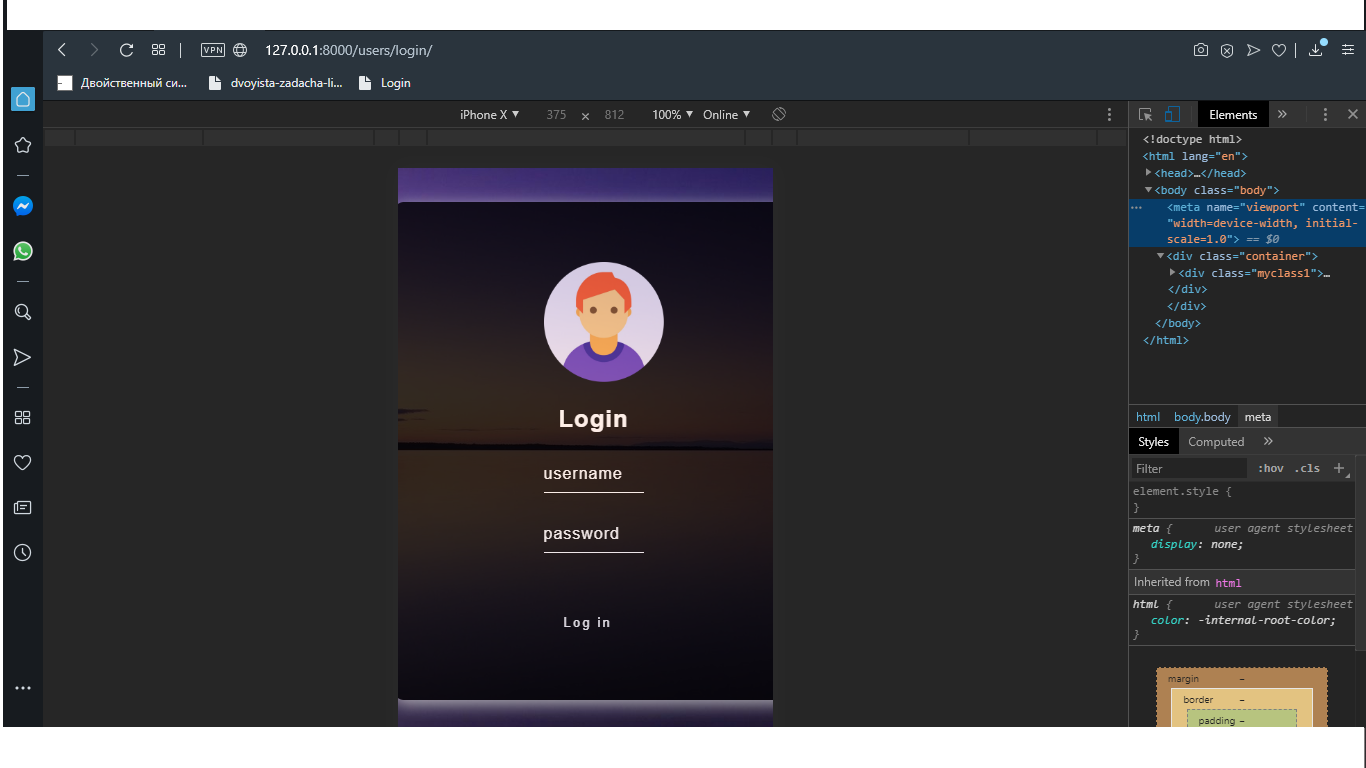 VPN 127.0.0.1:8000/users/login/
Двойственный си... dvoyista-zadacha-li... Login
iPhone X ▼ 375 × 812 100% ▼ Online ▼
Elements »
<!doctype html>
<html lang="en">
<head>…</head>
<body class="body">
<meta name="viewport" content=
"width=device-width, initial-
scale=1.0"> == $0
<div class="container">
<div class="myclass1">…
</div>
</div>
</body>
</html>
html body.body meta
Styles Computed »
Filter :hov .cls +
element.style {
}
meta { user agent stylesheet
display: none;
}
Inherited from html
html { user agent stylesheet
color: -internal-root-color;
}
margin –
border –
padding –
Login
username
password
Log in